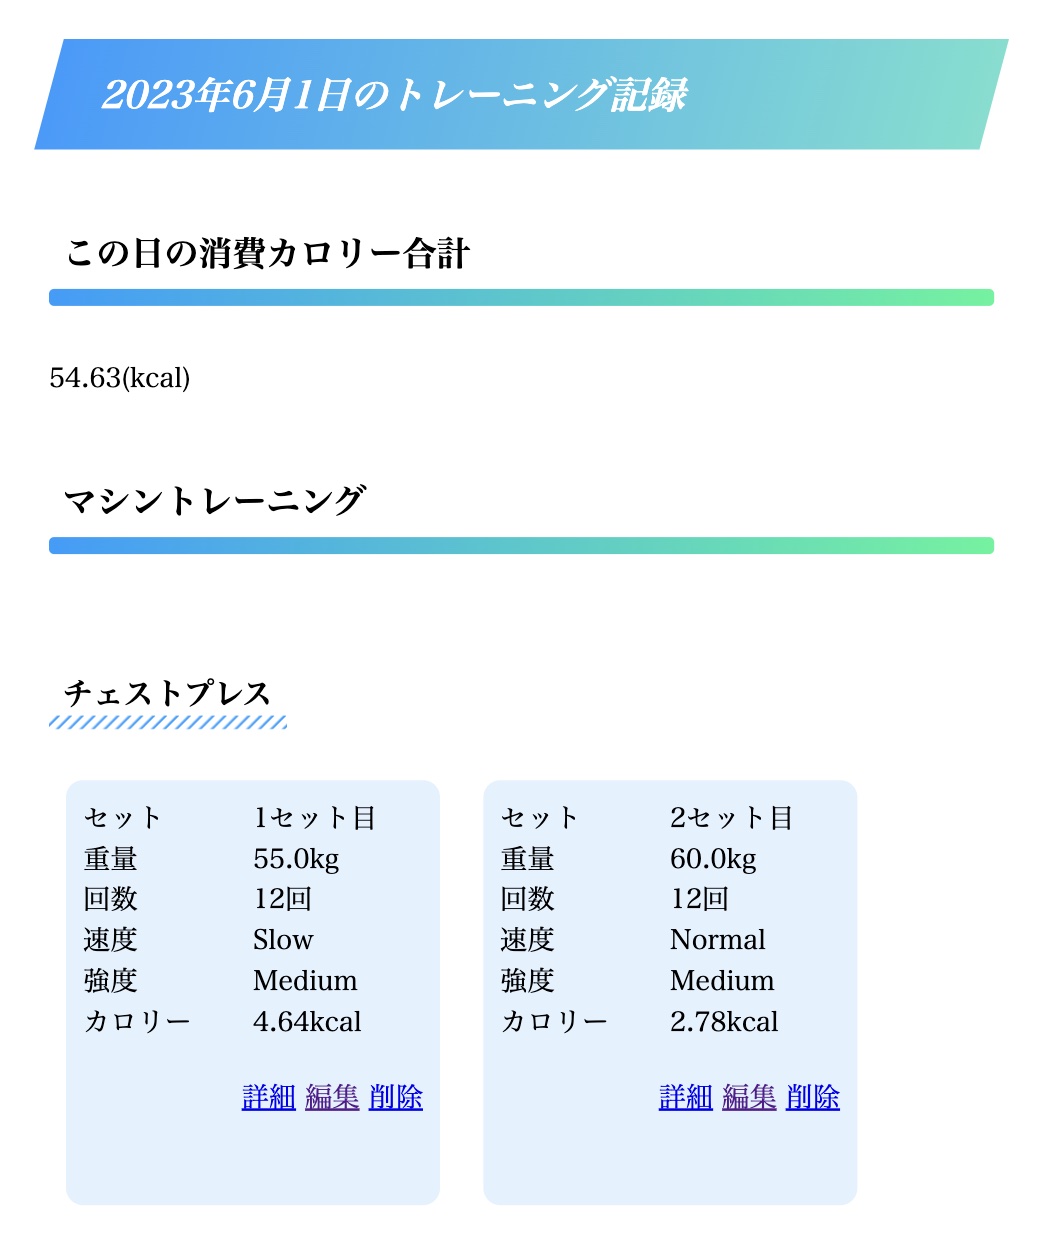 2023年6月1日のトレーニング記録
この日の消費カロリー合計
54.63(kcal)
マシントレーニング
チェストプレス
セット 1セット目
重量 55.0kg
回数 12回
速度 Slow
強度 Medium
カロリー 4.64kcal
詳細 編集 削除
セット 2セット目
重量 60.0kg
回数 12回
速度 Normal
強度 Medium
カロリー 2.78kcal
詳細 編集 削除